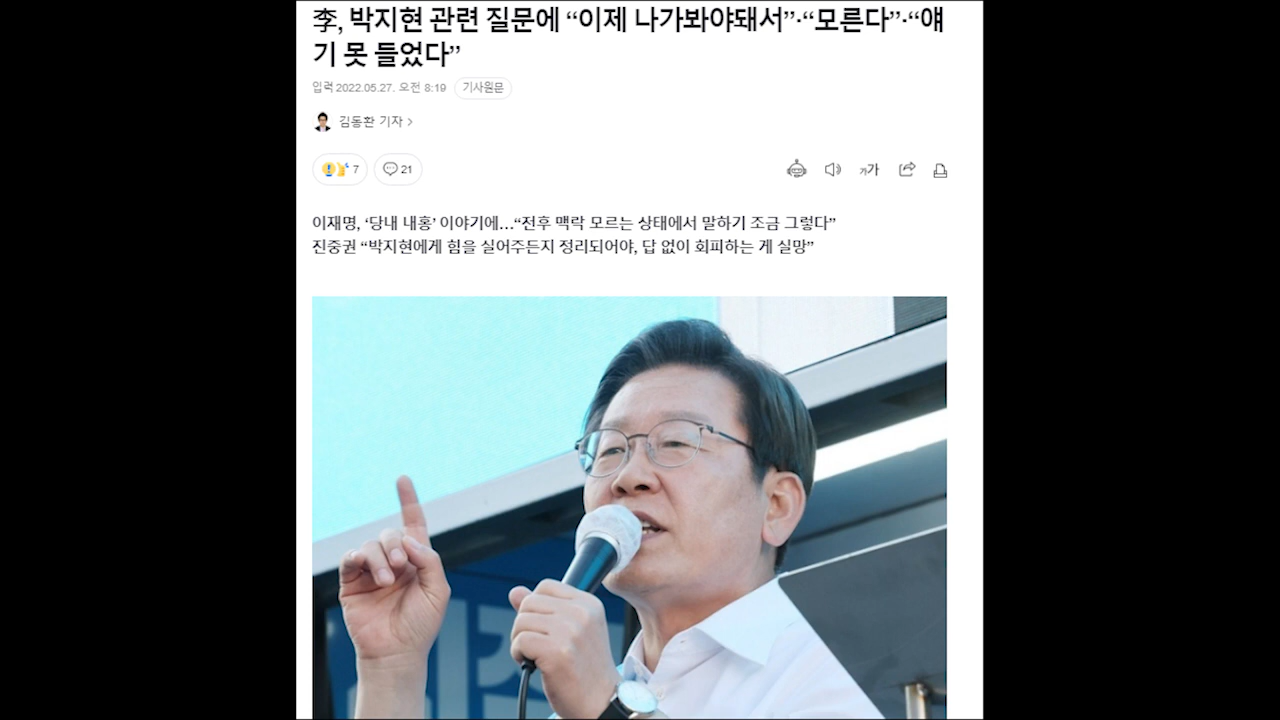 李, 박지현 관련 질문에 “이제 나가봐야돼서”·“모른다”·“얘
기 못 들었다”
입력 2022.05.27. 오전 8:19 기사원문
김동환 기자 >
7 21
가가
이재명, ‘당내 내홍’ 이야기에…“전후 맥락 모르는 상태에서 말하기 조금 그렇다”
진중권 “박지현에게 힘을 실어주든지 정리되어야, 답 없이 회피하는 게 실망”